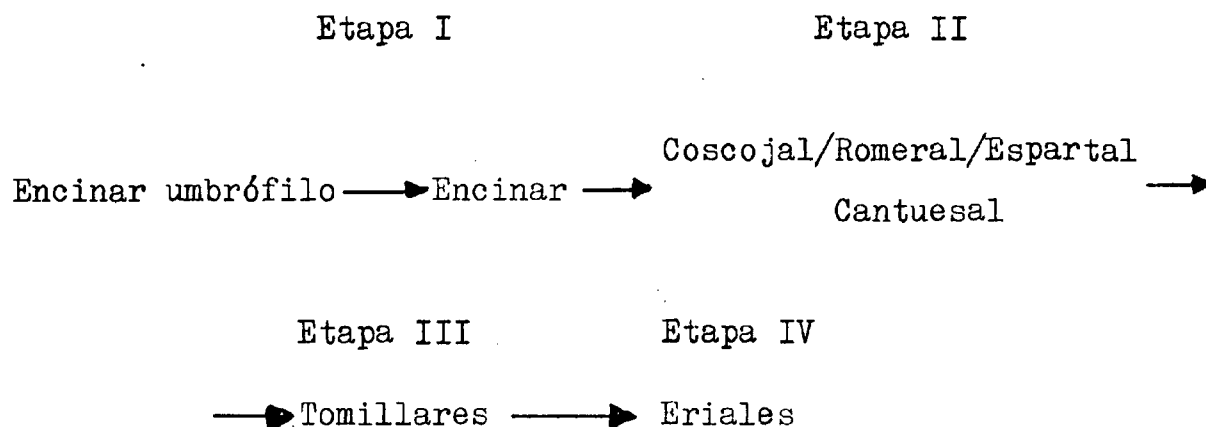 Etapa I Etapa II
Coscojal/Romeral/Espartal
Encinar umbrófilo → Encinar →
Cantuesal →
Etapa III Etapa IV
→ Tomillares → Eriales